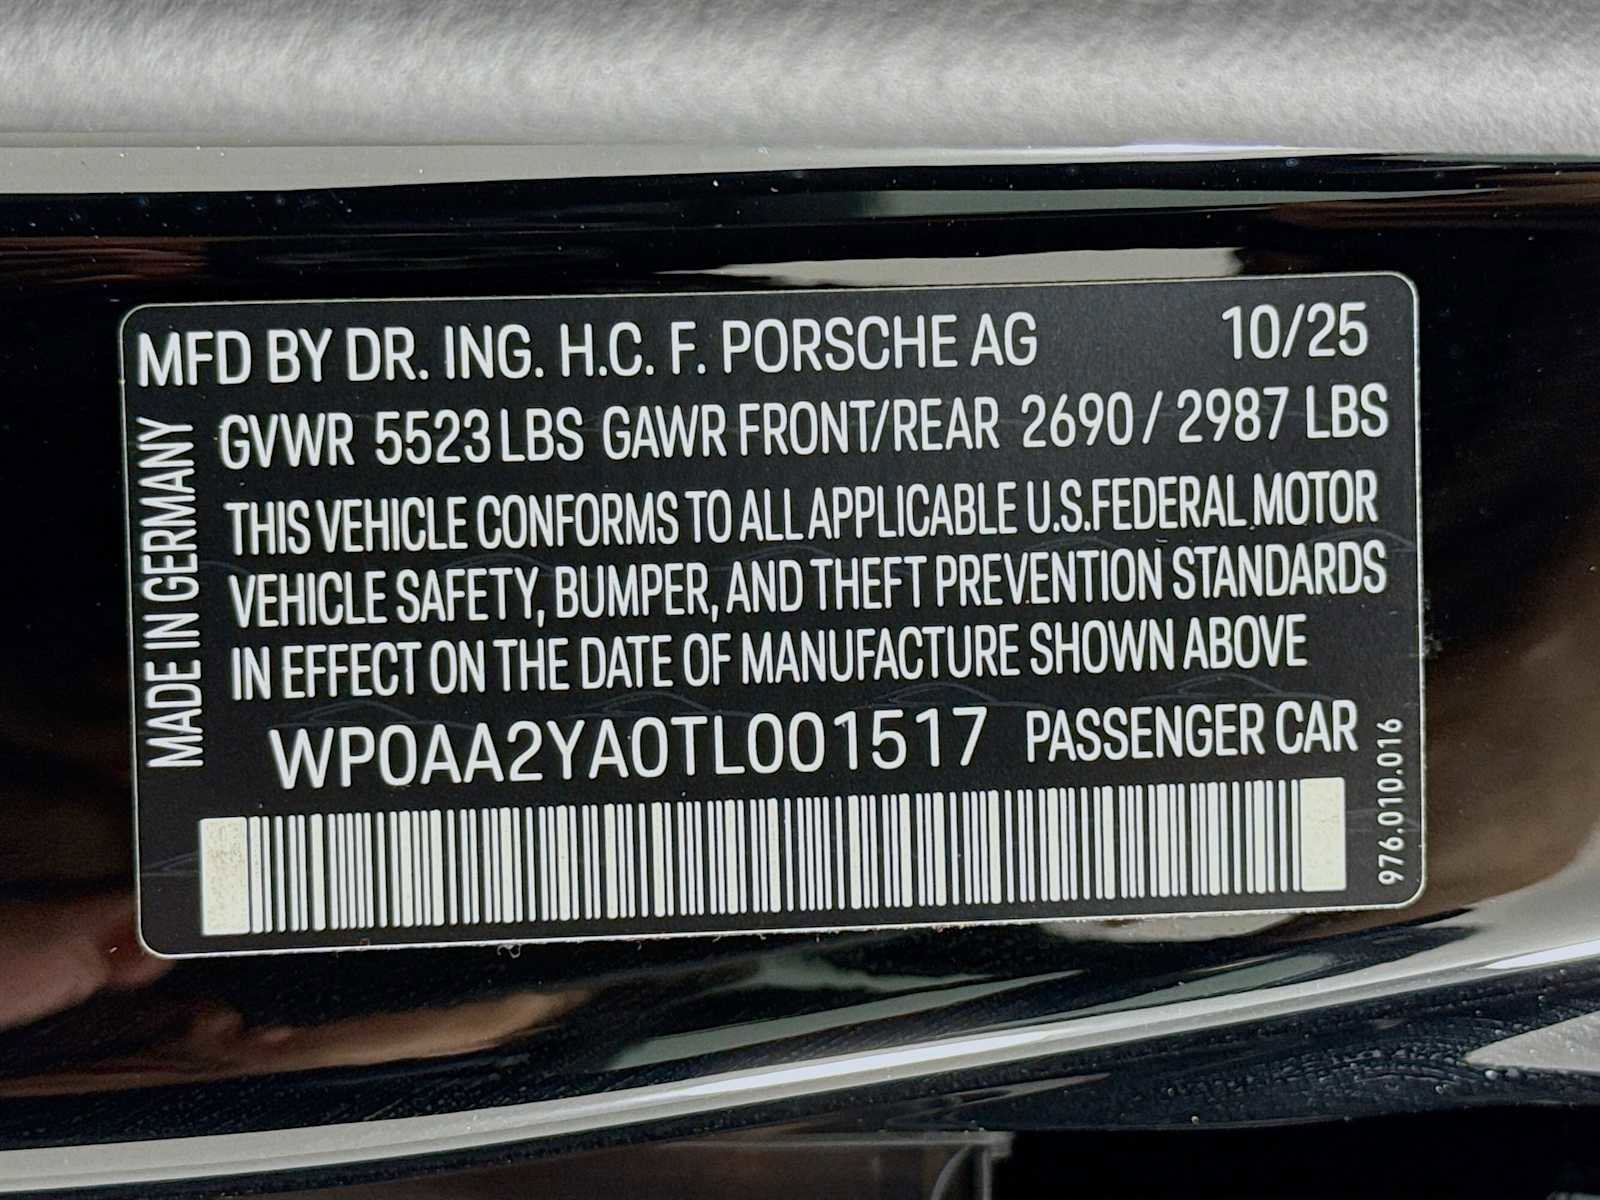 MFD BY DR. ING. H.C. F. PORSCHE AG 10/25
GVWR 5523 LBS GAWR FRONT/REAR 2690 / 2987 LBS
THIS VEHICLE CONFORMS TO ALL APPLICABLE U.S.FEDERAL MOTOR
VEHICLE SAFETY, BUMPER, AND THEFT PREVENTION STANDARDS
IN EFFECT ON THE DATE OF MANUFACTURE SHOWN ABOVE
WP0AA2YA0TL001517 PASSENGER CAR
MADE IN GERMANY
976.010.016